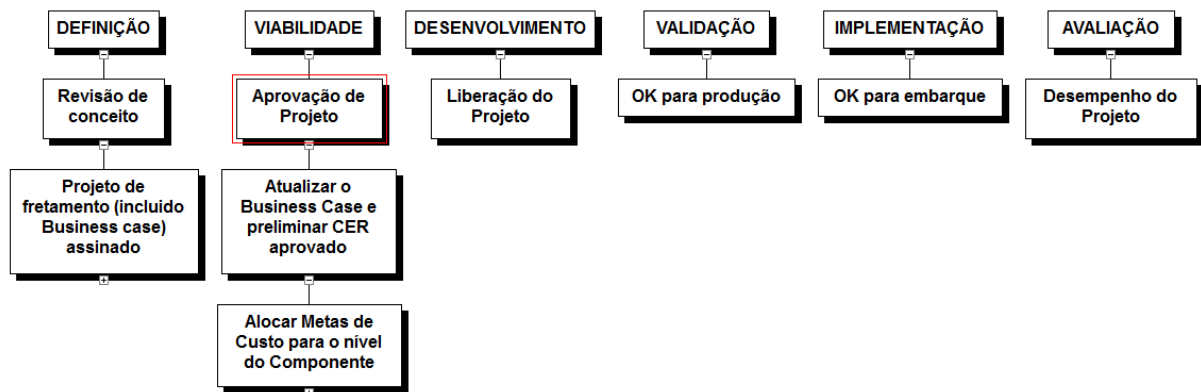 DEFINIÇÃO
Revisão de
conceito
Projeto de
fretamento (incluido
Business case)
assinado
VIABILIDADE
Aprovação de
Projeto
Atualizar o
Business Case e
preliminar CER
aprovado
Alocar Metas de
Custo para o nível
do Componente
DESENVOLVIMENTO
Liberação do
Projeto
VALIDAÇÃO
OK para produção
IMPLEMENTAÇÃO
OK para embarque
AVALIAÇÃO
Desempenho do
Projeto